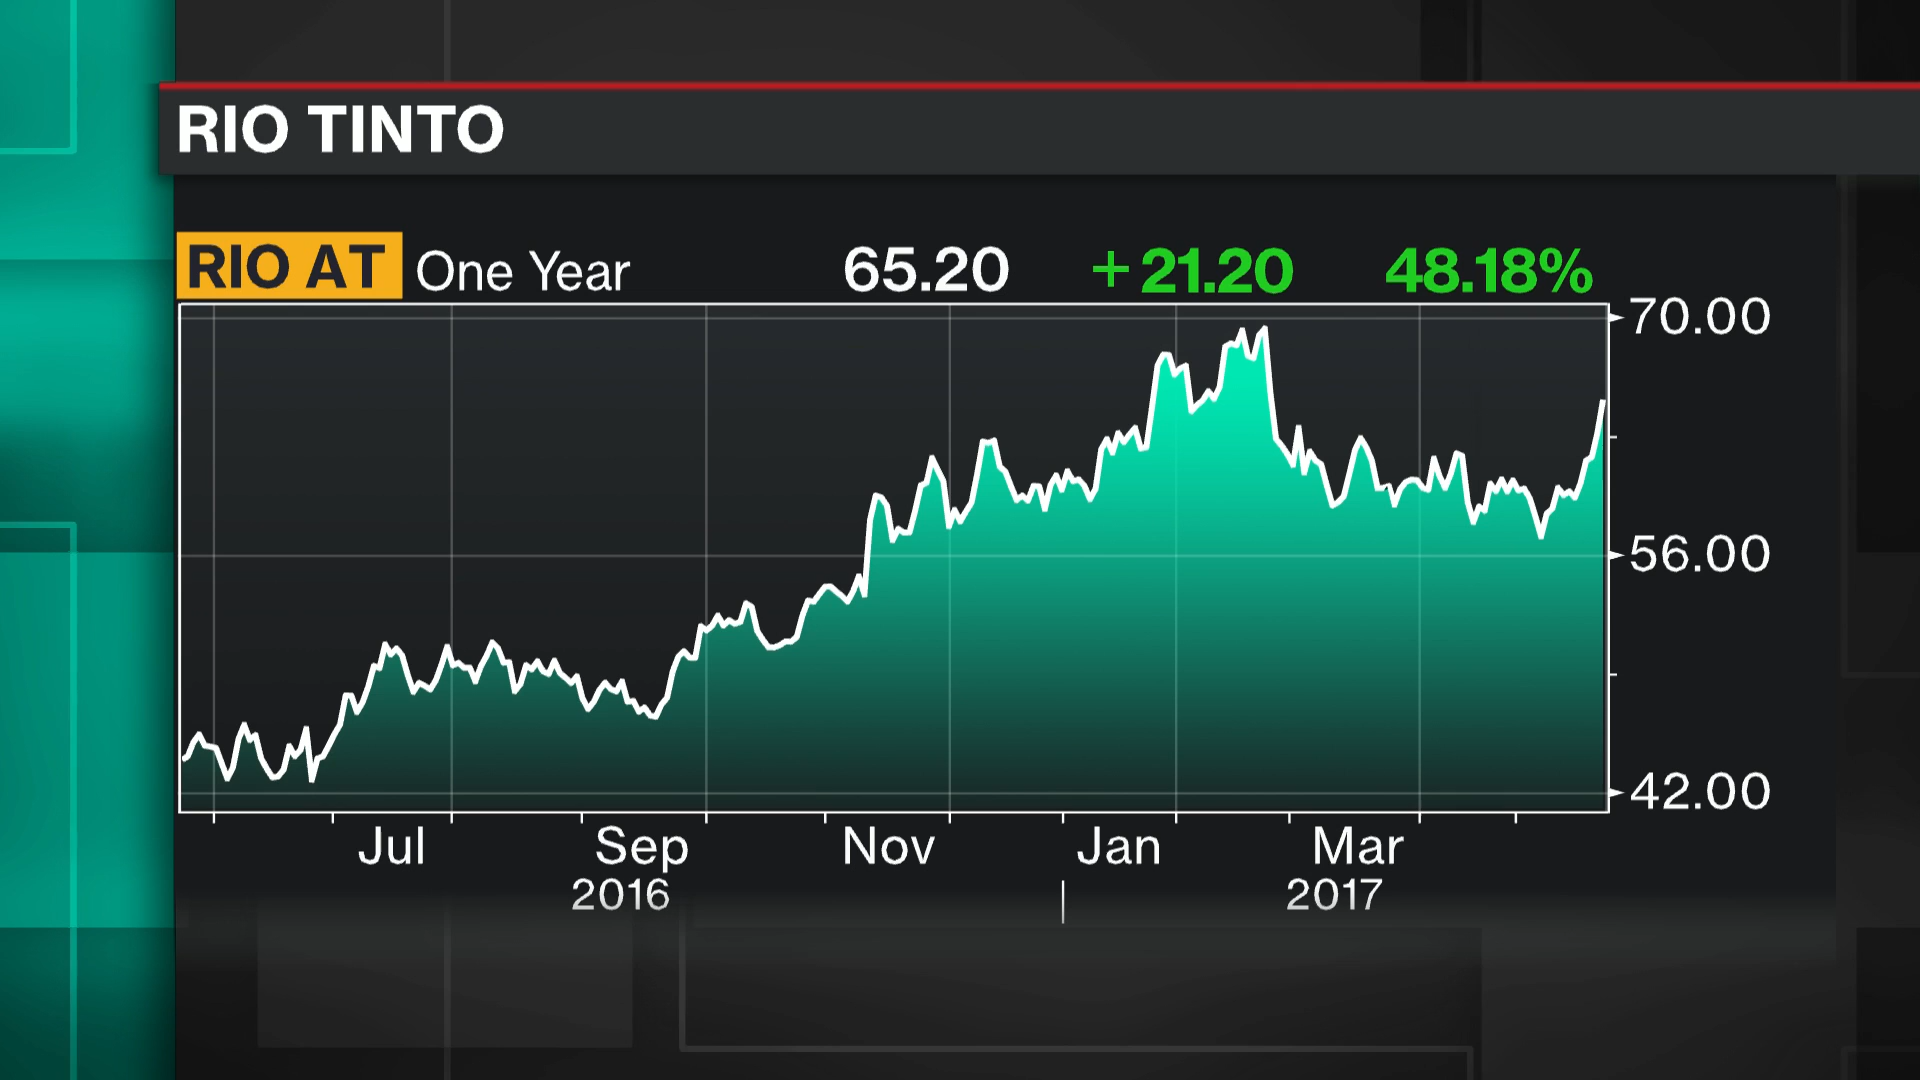 RIO TINTO
RIO AT One Year 65.20 +21.20 48.18%
70.00
56.00
42.00
Jul Sep Nov Jan Mar
2016 2017